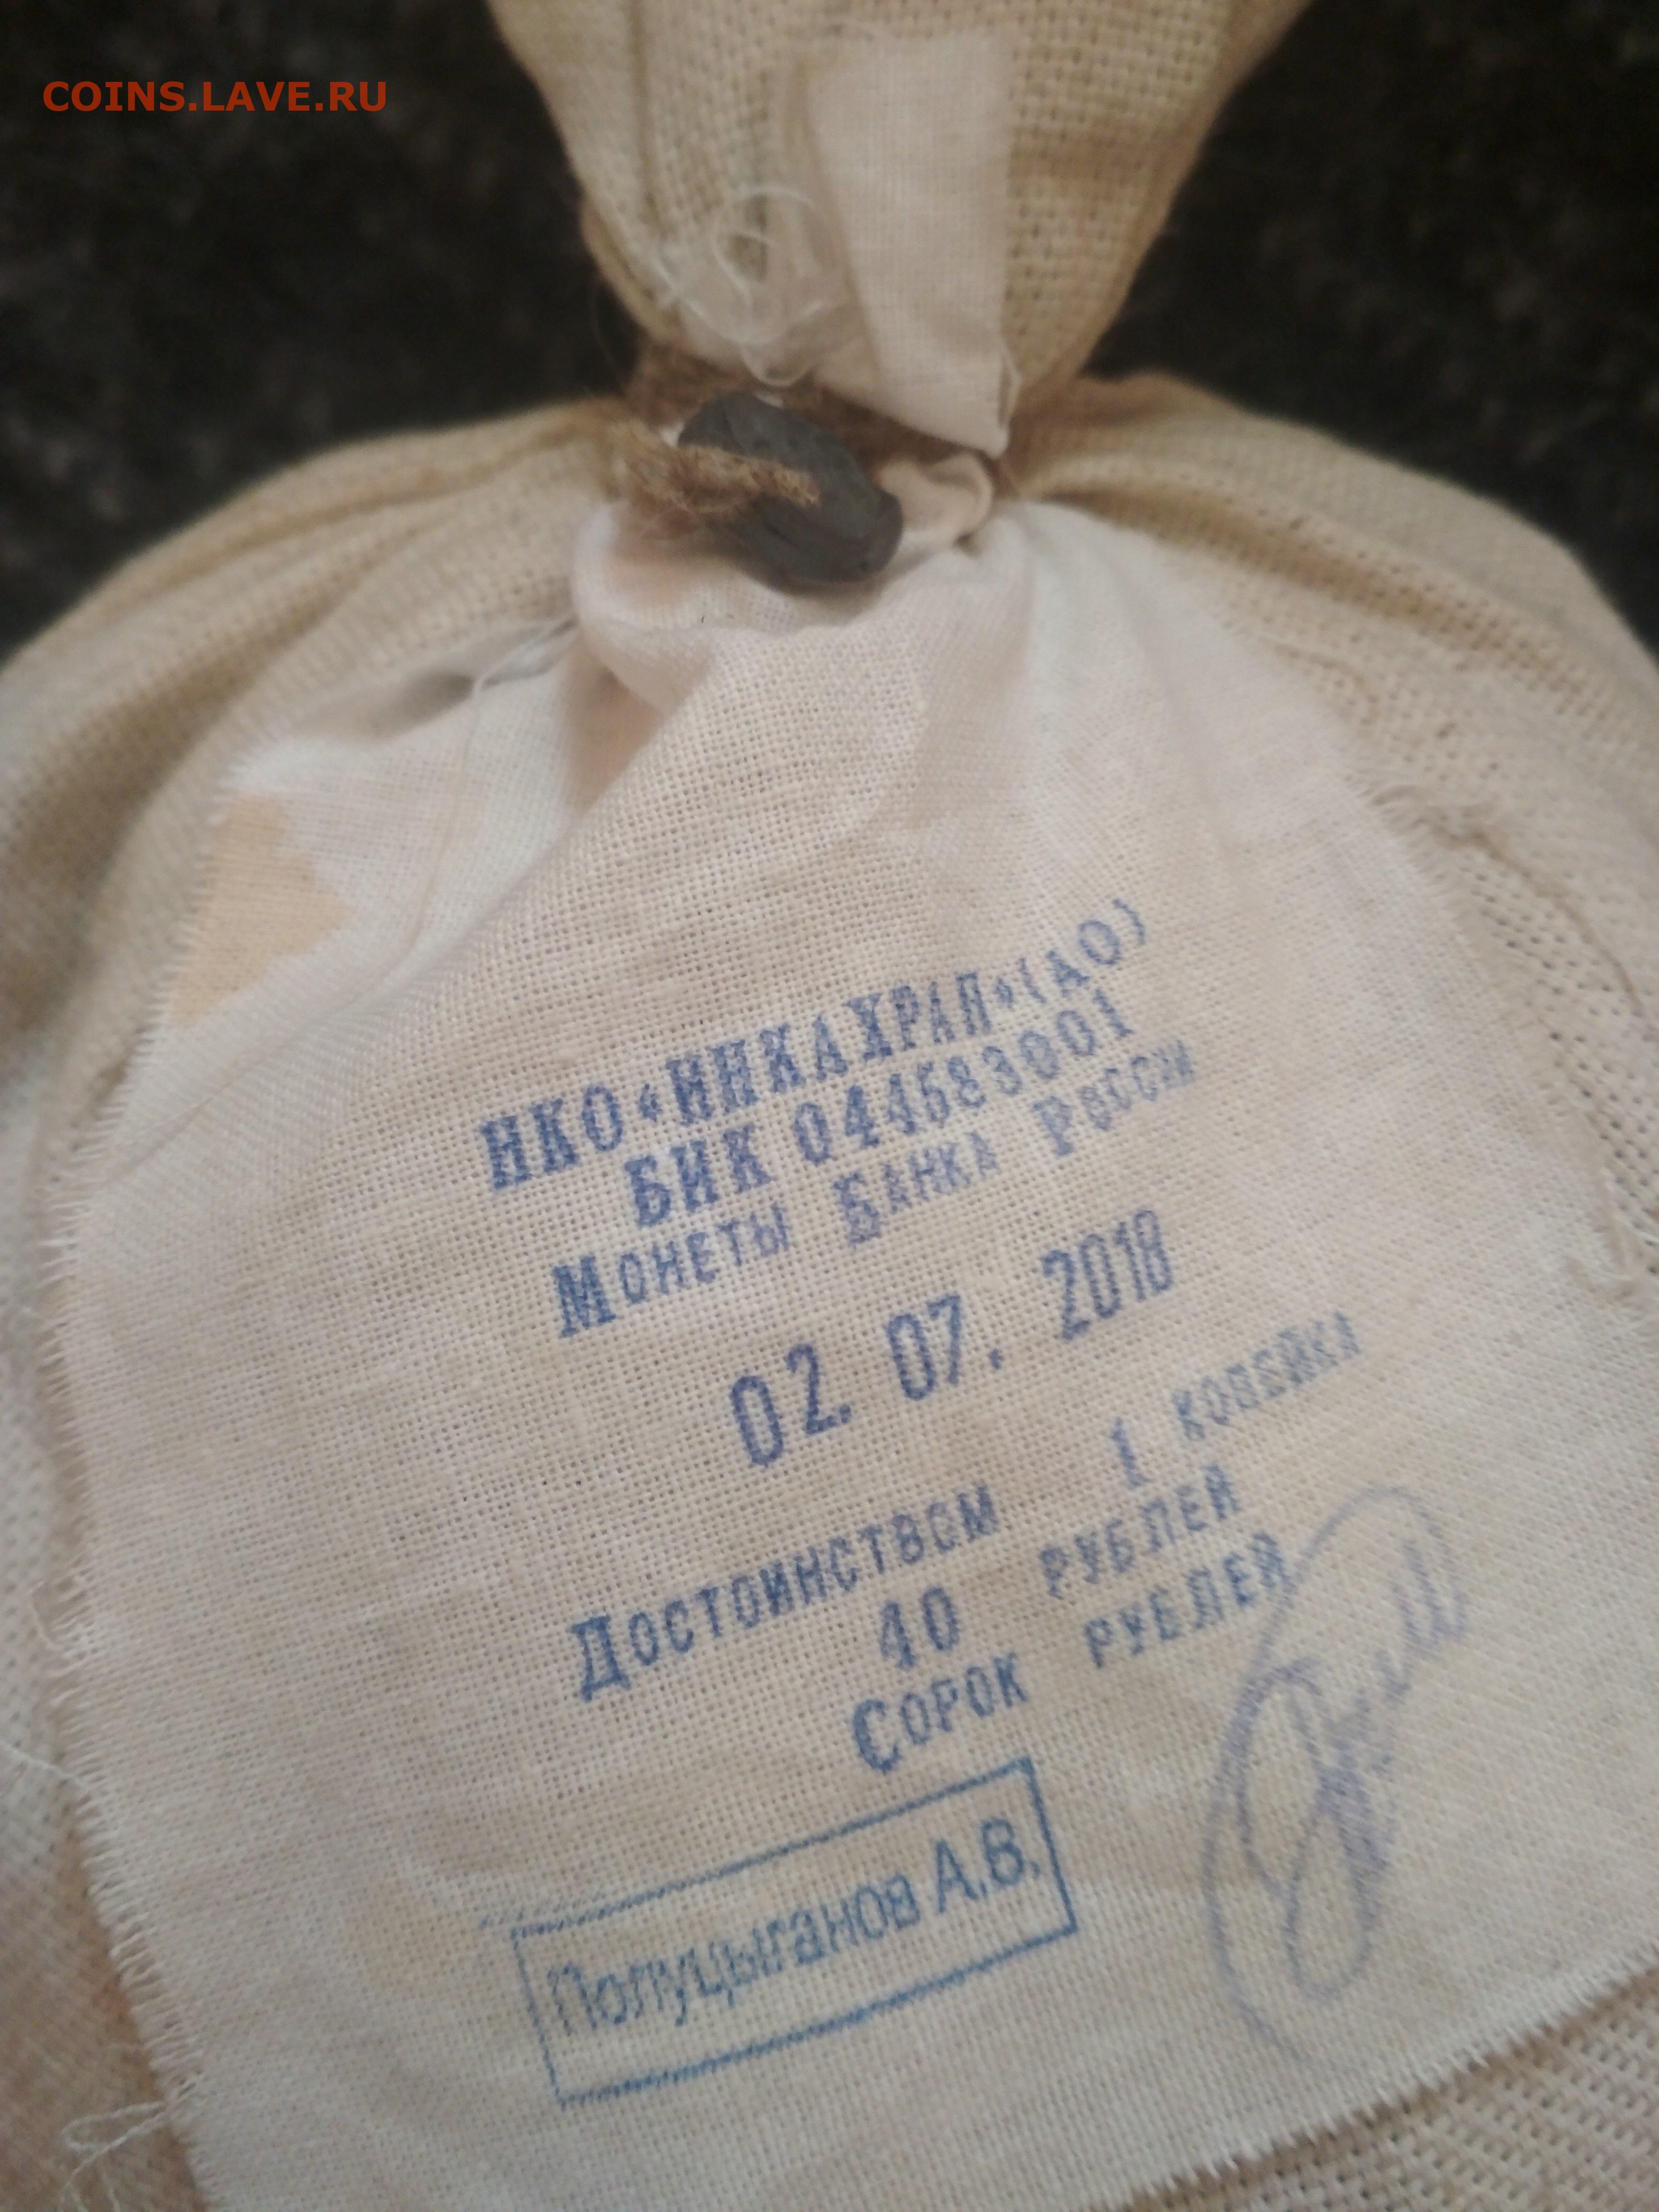 COINS.LAVE.RU
НКО «ИНКАХРАН» (АО)
БИК 044583001
Монеты Банка России
02. 07. 2018
Достоинством 1 копейка
40 рублей
Сорок рублей
Полуцыганов А.В.